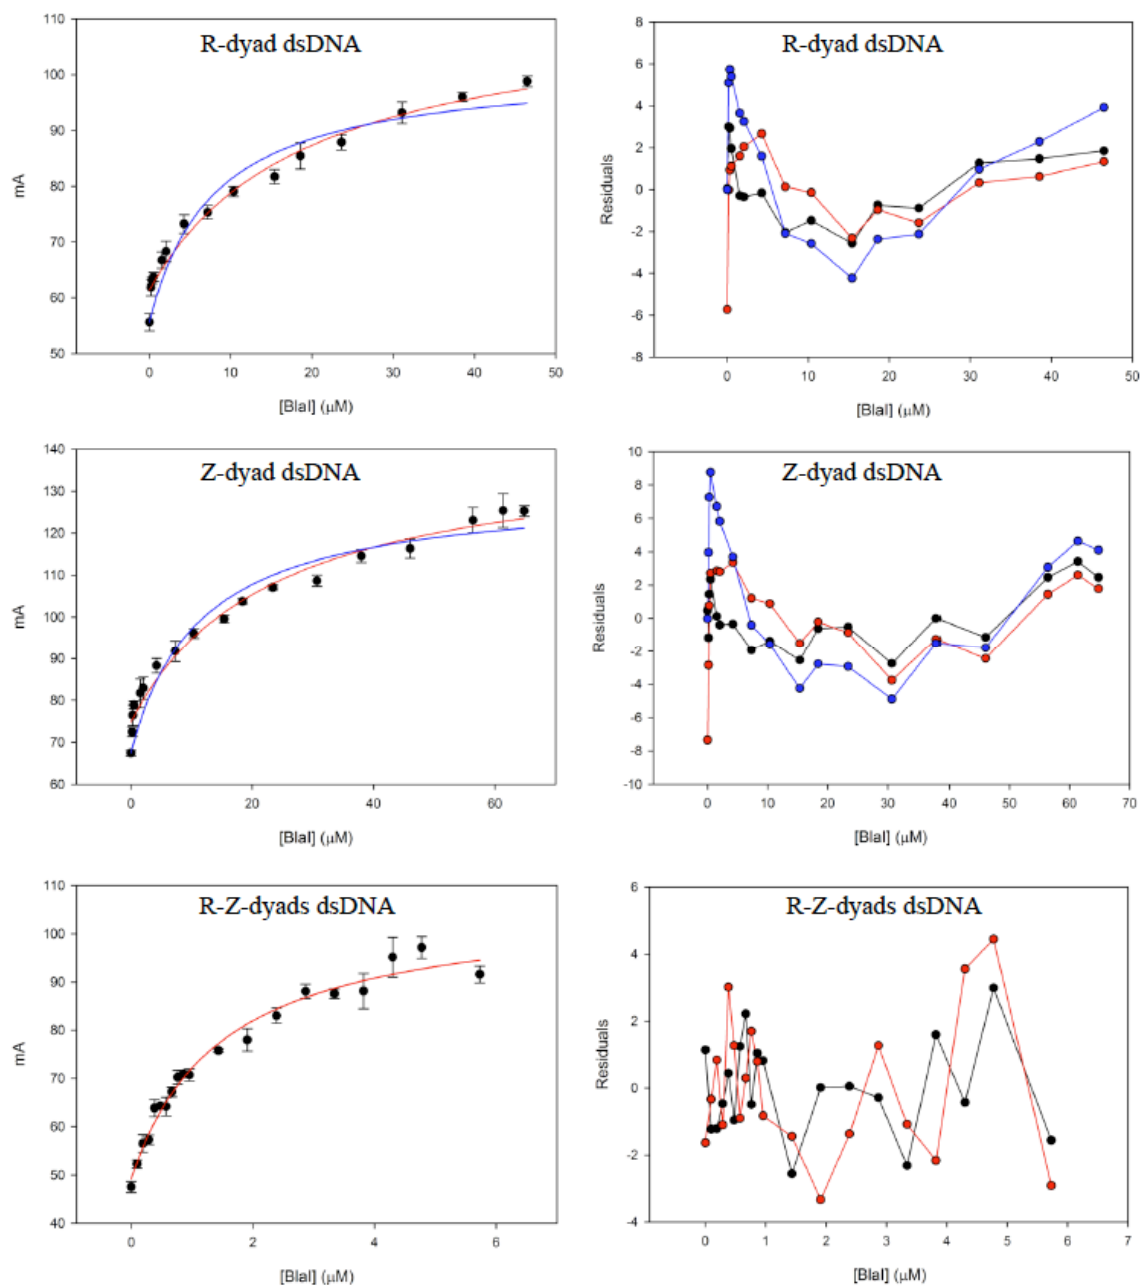 R-dyad dsDNA
110
100
90
80
70
60
50
mA
0 10 20 30 40 50
[BlaI] (μM)
R-dyad dsDNA
8
6
4
2
0
-2
-4
-6
-8
Residuals
0 10 20 30 40 50
[BlaI] (μM)
Z-dyad dsDNA
140
130
120
110
100
90
80
70
60
mA
0 20 40 60
[BlaI] (μM)
Z-dyad dsDNA
10
8
6
4
2
0
-2
-4
-6
-8
-10
Residuals
0 10 20 30 40 50 60 70
[BlaI] (μM)
R-Z-dyads dsDNA
110
100
90
80
70
60
50
40
mA
0 2 4 6
[BlaI] (μM)
R-Z-dyads dsDNA
6
4
2
0
-2
-4
Residuals
0 1 2 3 4 5 6 7
[BlaI] (μM)